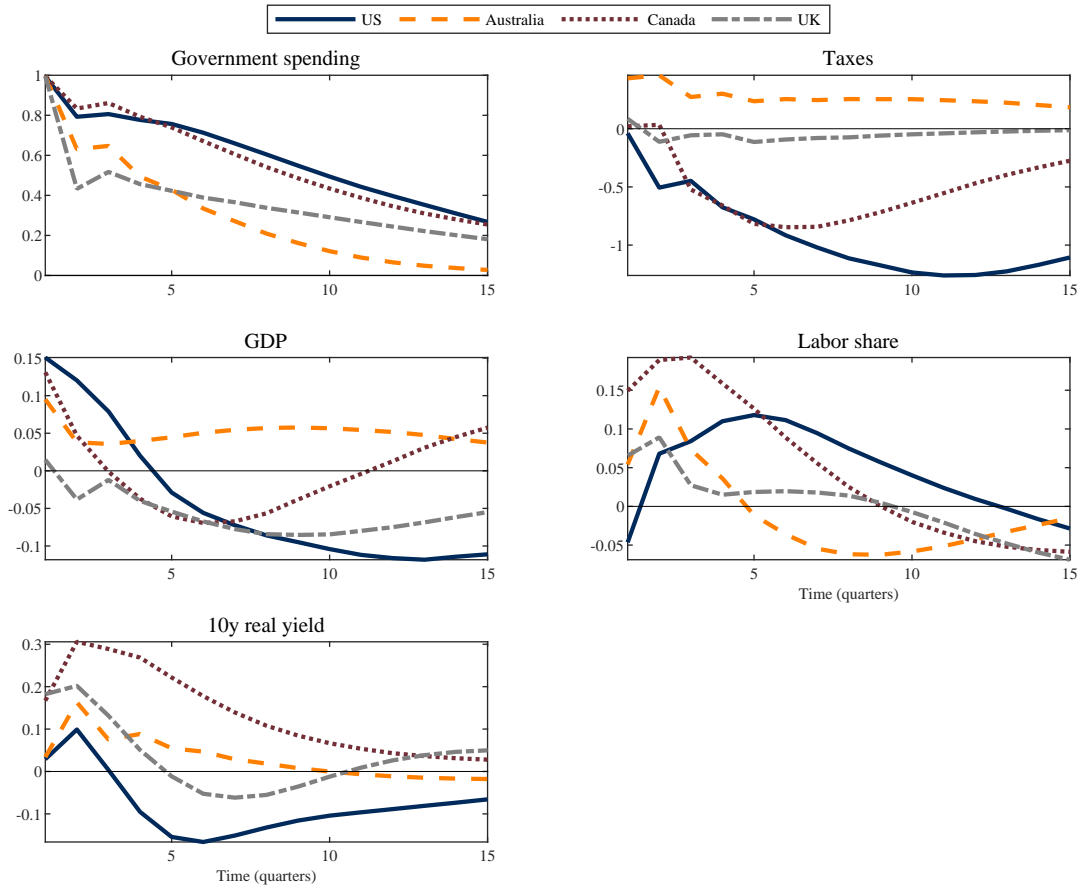 US Australia Canada UK
Government spending
1
0.8
0.6
0.4
0.2
0
5 10 15
Taxes
0
-0.5
-1
5 10 15
GDP
0.15
0.1
0.05
0
-0.05
-0.1
5 10 15
Labor share
0.15
0.1
0.05
0
-0.05
5 10 15
Time (quarters)
10y real yield
0.3
0.2
0.1
0
-0.1
5 10 15
Time (quarters)